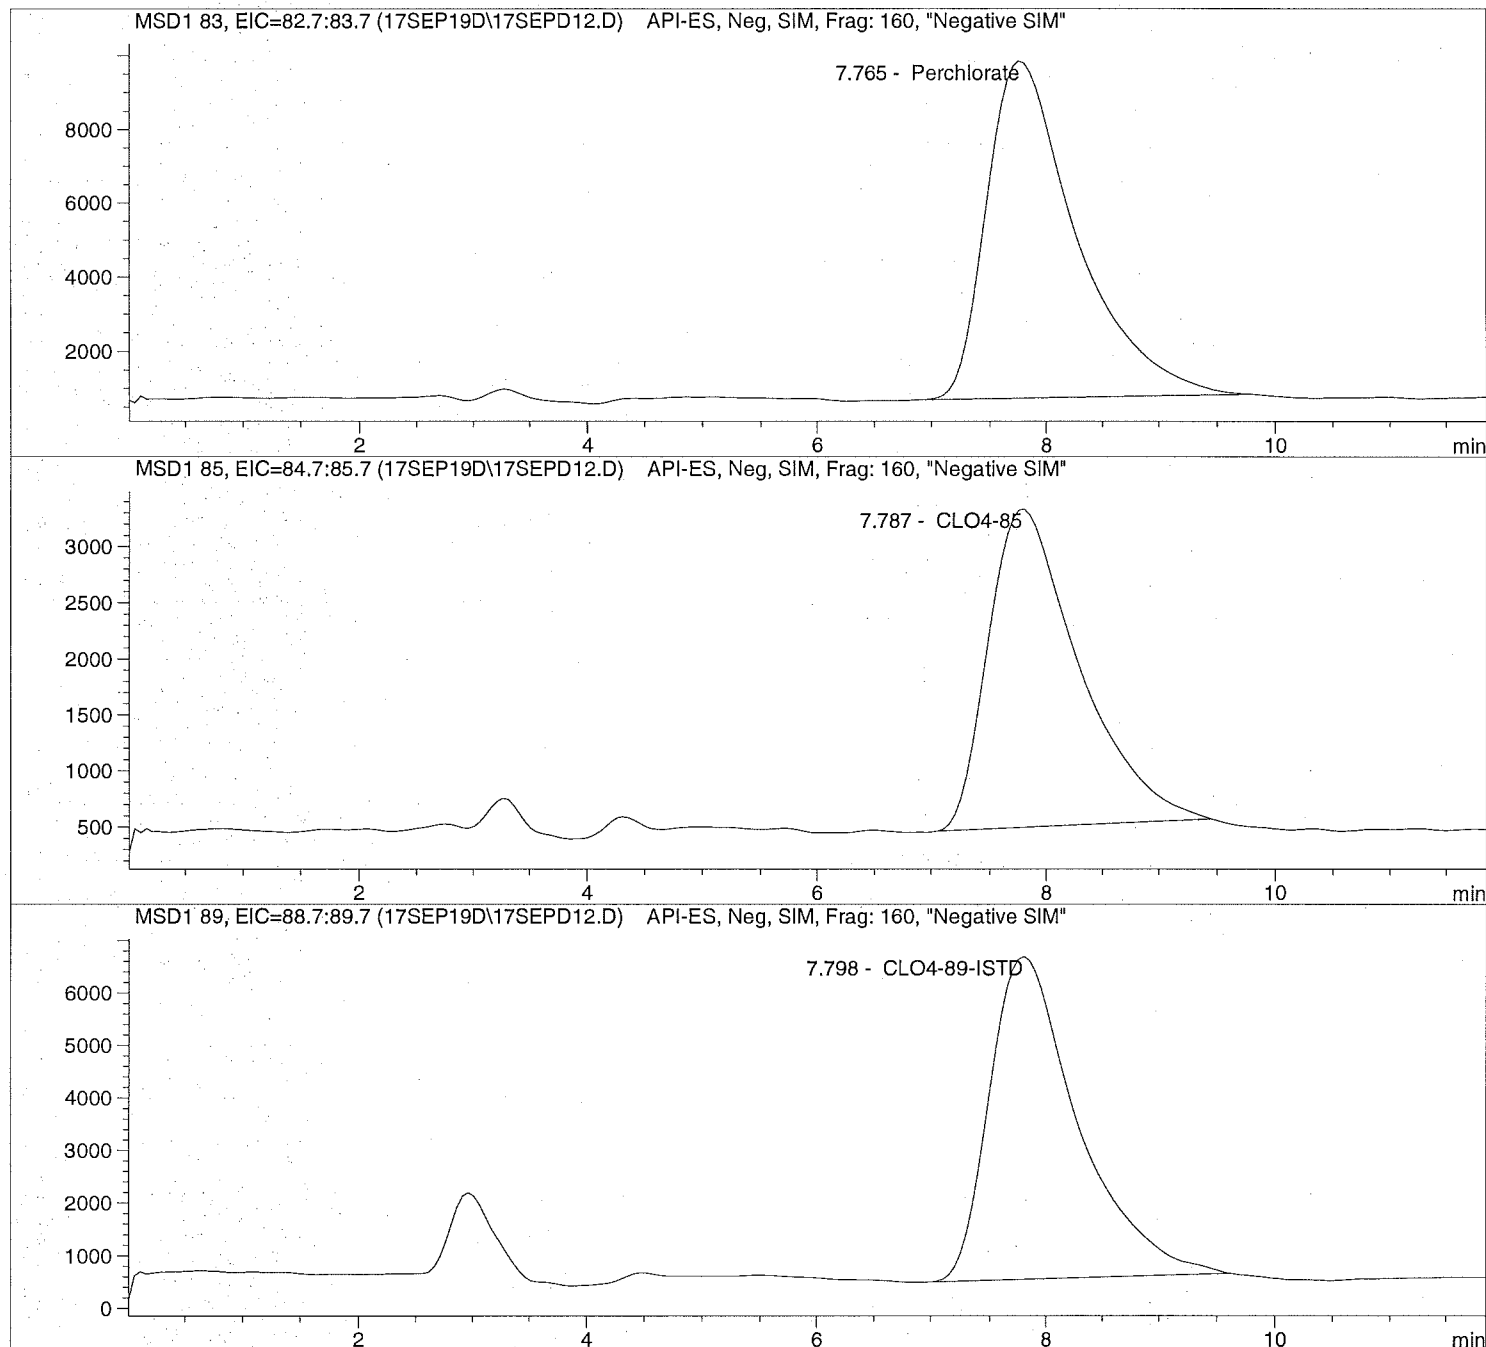 MSD1 83, EIC=82.7:83.7 (17SEP19D\17SEPD12.D) API-ES, Neg, SIM, Frag: 160, "Negative SIM"
7.765 - Perchlorate
8000
6000
4000
2000
2 4 6 8 10 min
MSD1 85, EIC=84.7:85.7 (17SEP19D\17SEPD12.D) API-ES, Neg, SIM, Frag: 160, "Negative SIM"
7.787 - CLO4-85
3000
2500
2000
1500
1000
500
2 4 6 8 10 min
MSD1 89, EIC=88.7:89.7 (17SEP19D\17SEPD12.D) API-ES, Neg, SIM, Frag: 160, "Negative SIM"
7.798 - CLO4-89-ISTD
6000
5000
4000
3000
2000
1000
0
2 4 6 8 10 min